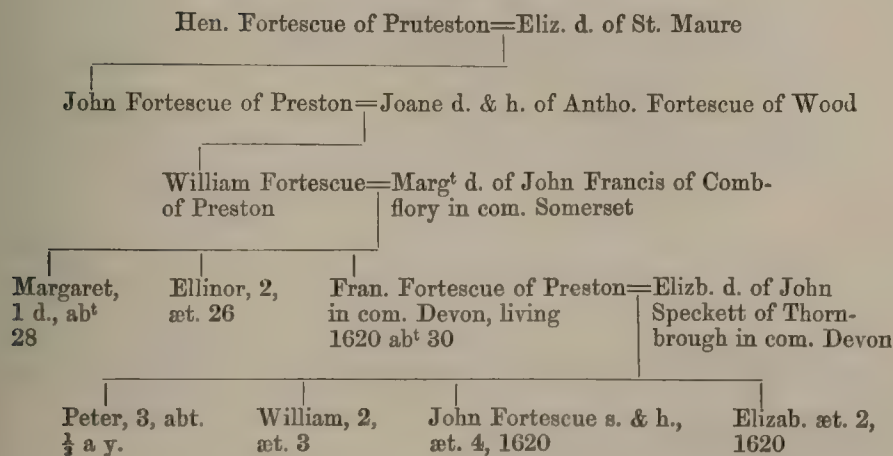 Hen. Fortescue of Pruteston=Eliz. d. of St. Maure
John Fortescue of Preston=Joane d. & h. of Antho. Fortescue of Wood
William Fortescue=Margᵗ d. of John Francis of Comb-
of Preston flory in com. Somerset
Margaret, Ellinor, 2, Fran. Fortescue of Preston=Elizb. d. of John
1 d., abᵗ æt. 26 in com. Devon, living Speckett of Thorn-
28 1620 abᵗ 30 brough in com. Devon
Peter, 3, abt. William, 2, John Fortescue s. & h., Elizab. æt. 2,
a y. æt. 3 æt. 4, 1620 1620